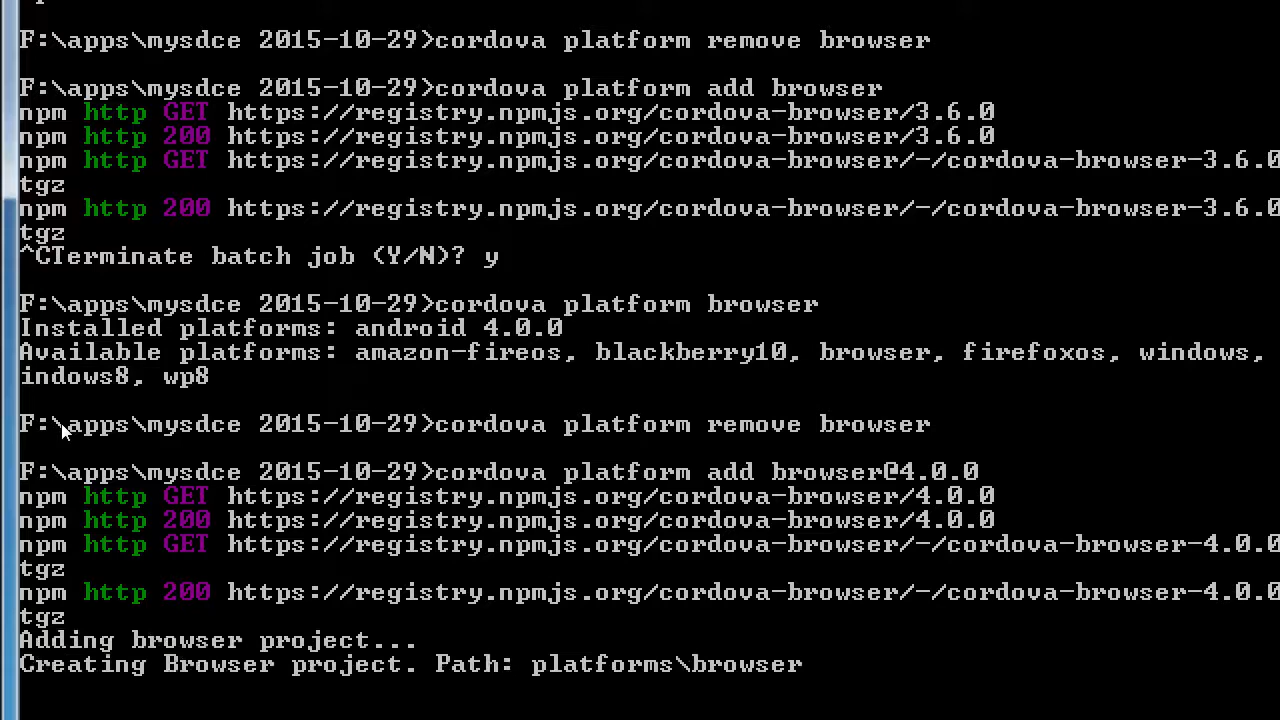 F:\apps\mysdce 2015-10-29>cordova platform remove browser
F:\apps\mysdce 2015-10-29>cordova platform add browser
npm http GET https://registry.npmjs.org/cordova-browser/3.6.0
npm http 200 https://registry.npmjs.org/cordova-browser/3.6.0
npm http GET https://registry.npmjs.org/cordova-browser/-/cordova-browser-3.6.0
tgz
npm http 200 https://registry.npmjs.org/cordova-browser/-/cordova-browser-3.6.0
tgz
^CTerminate batch job (Y/N)? y
F:\apps\mysdce 2015-10-29>cordova platform browser
Installed platforms: android 4.0.0
Available platforms: amazon-fireos, blackberry10, browser, firefoxos, windows,
indows8, wp8
F:\apps\mysdce 2015-10-29>cordova platform remove browser
F:\apps\mysdce 2015-10-29>cordova platform add browser@4.0.0
npm http GET https://registry.npmjs.org/cordova-browser/4.0.0
npm http 200 https://registry.npmjs.org/cordova-browser/4.0.0
npm http GET https://registry.npmjs.org/cordova-browser/-/cordova-browser-4.0.0
tgz
npm http 200 https://registry.npmjs.org/cordova-browser/-/cordova-browser-4.0.0
tgz
Adding browser project...
Creating Browser project. Path: platforms\browser